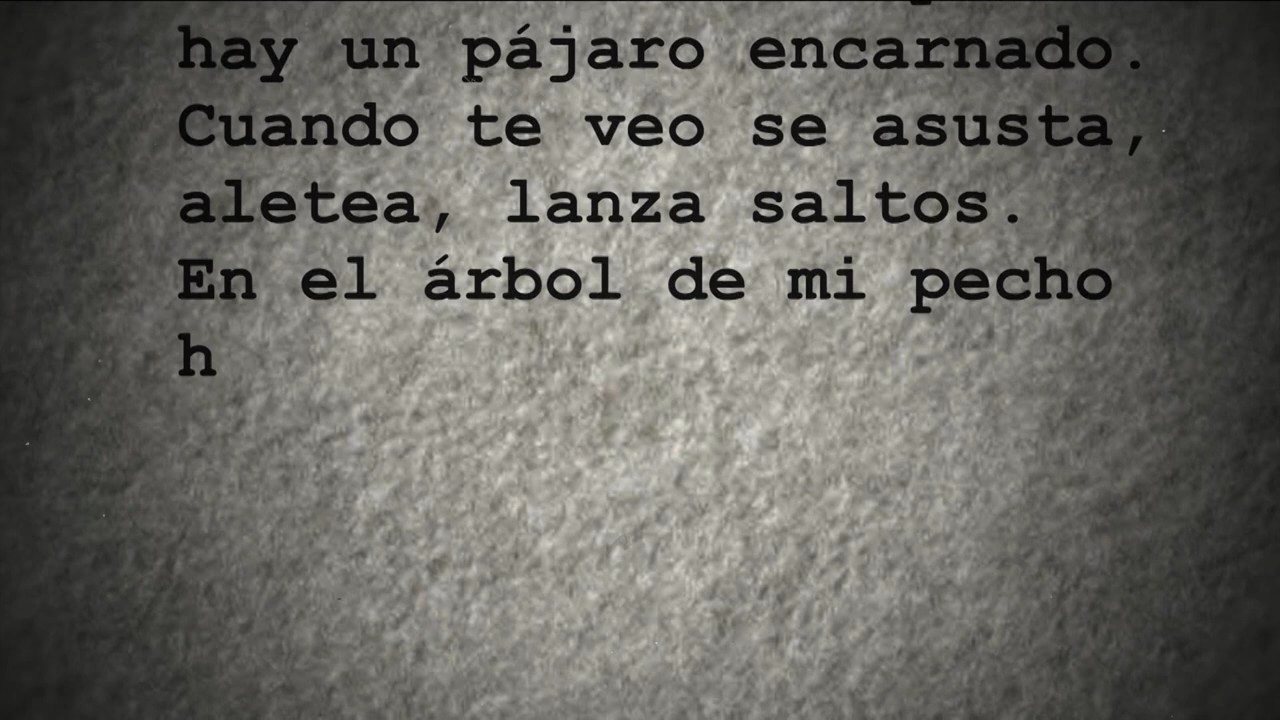 hay un pájaro encarnado.
Cuando te veo se asusta,
aletea, lanza saltos.
En el árbol de mi pecho
h